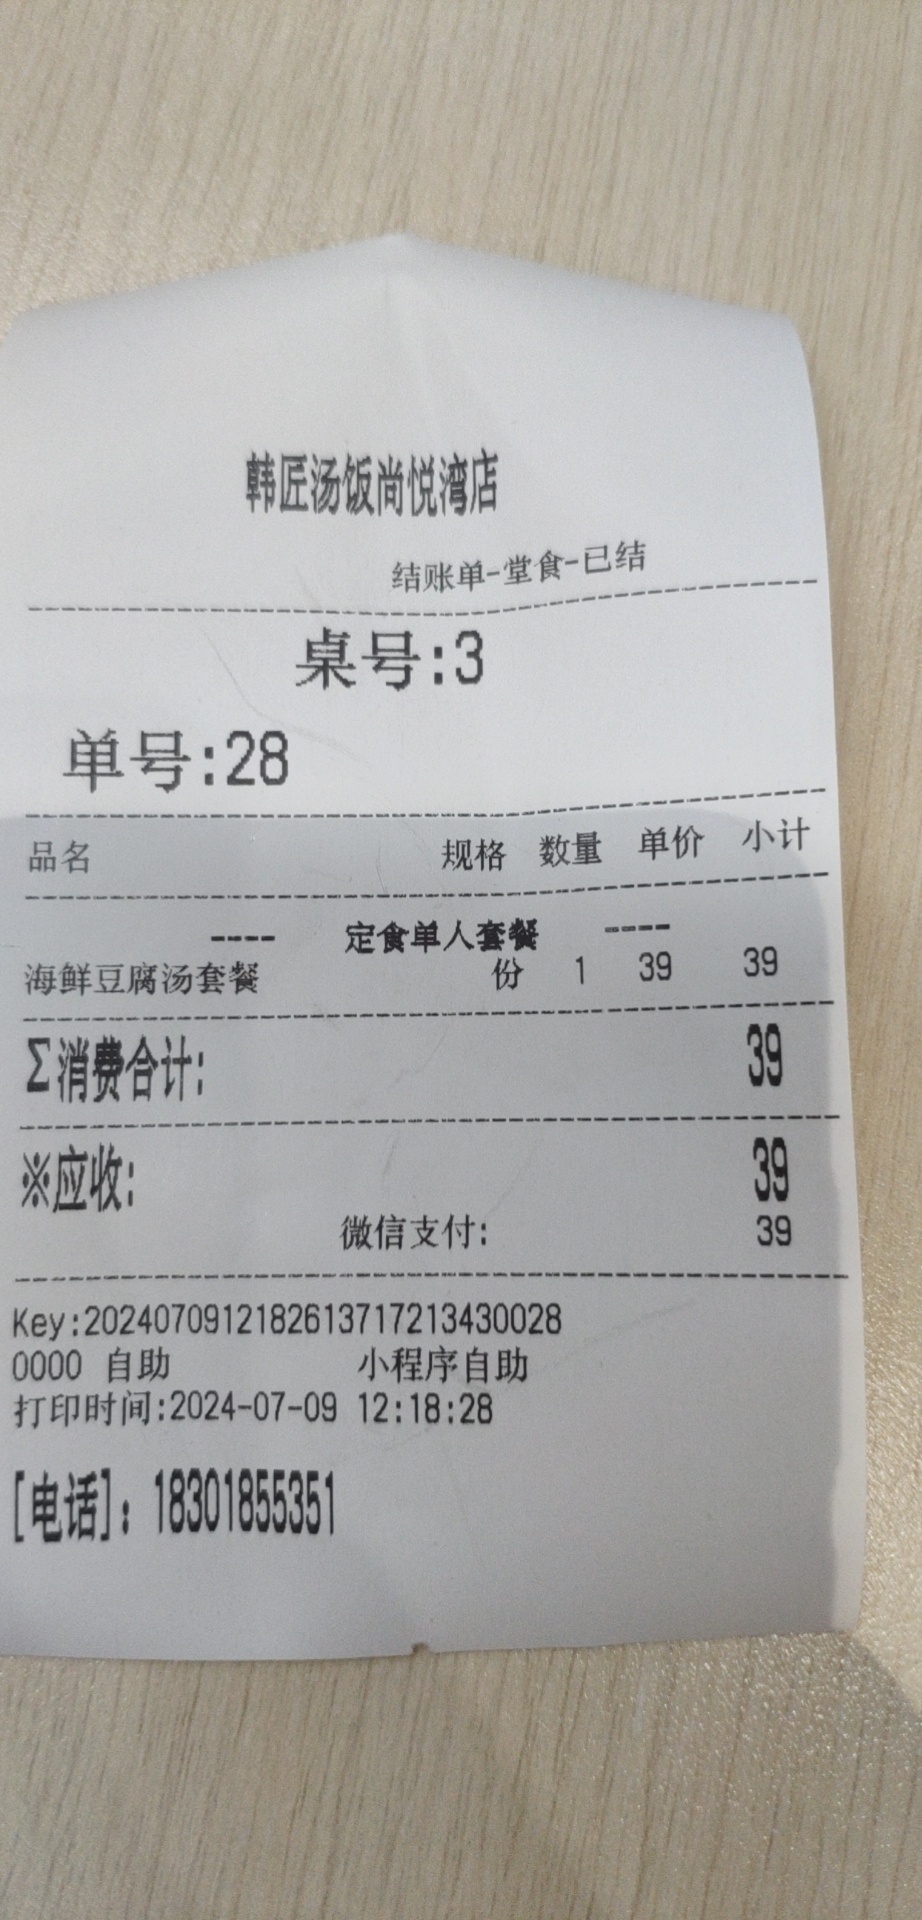 韩匠汤饭尚悦湾店
结账单-堂食-已结
桌号:3
单号:28
品名 规格 数量 单价 小计
---- 定食单人套餐 ----
海鲜豆腐汤套餐 份 1 39 39
Σ消费合计: 39
※应收: 39
微信支付: 39
Key:20240709121826137172134300​28
0000 自助 小程序自助
打印时间:2024-07-09 12:18:28
[电话]: 18301855351